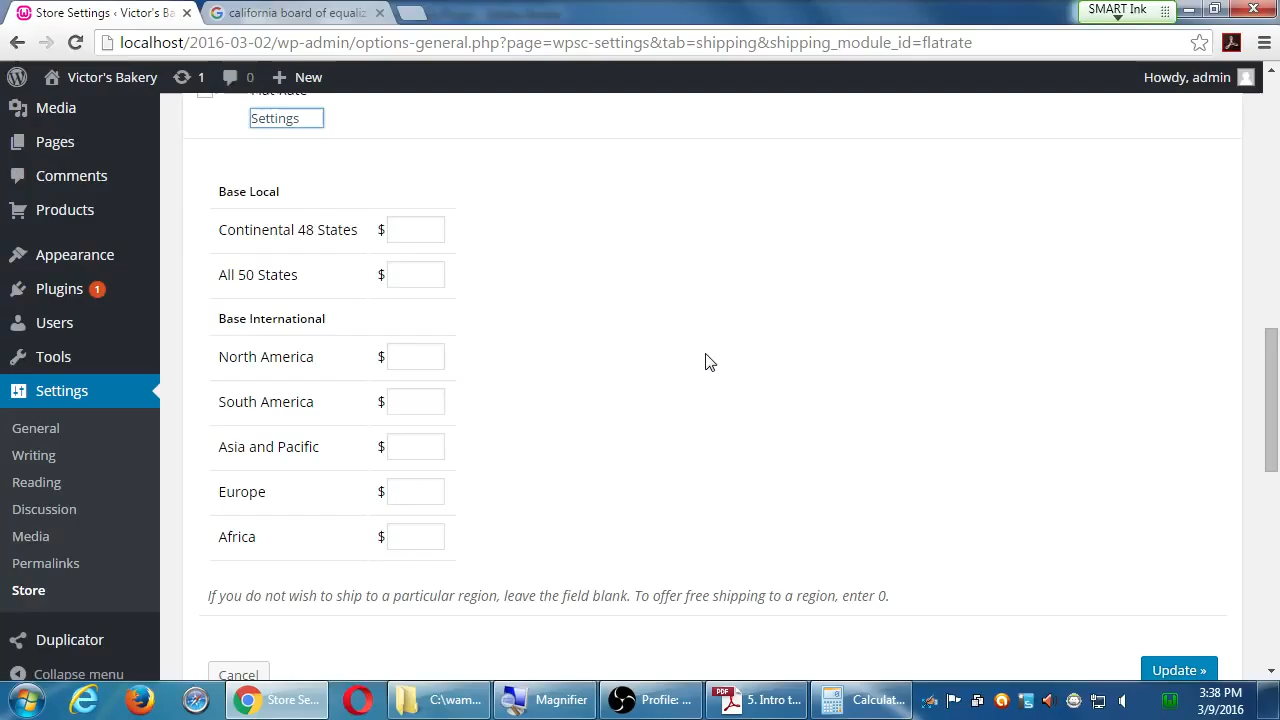 Store Settings ‹ Victor's Ba
california board of equaliz
SMART Ink
localhost/2016-03-02/wp-admin/options-general.php?page=wpsc-settings&tab=shipping&shipping_module_id=flatrate
Victor's Bakery
1
0
New
Howdy, admin
Media
Pages
Comments
Products
Appearance
Plugins 1
Users
Tools
Settings
General
Writing
Reading
Discussion
Media
Permalinks
Store
Duplicator
Collapse menu
Flat Rate
Settings
Base Local
Continental 48 States $
All 50 States $
Base International
North America $
South America $
Asia and Pacific $
Europe $
Africa $
If you do not wish to ship to a particular region, leave the field blank. To offer free shipping to a region, enter 0.
Cancel
Update »
Store Se...
C:\wam...
Magnifier
Profile: ...
PDF
5. Intro t...
Calculat...
3:38 PM
3/9/2016